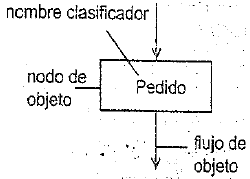 nombre clasificador
nodo de
objeto
Pedido
flujo de
objeto